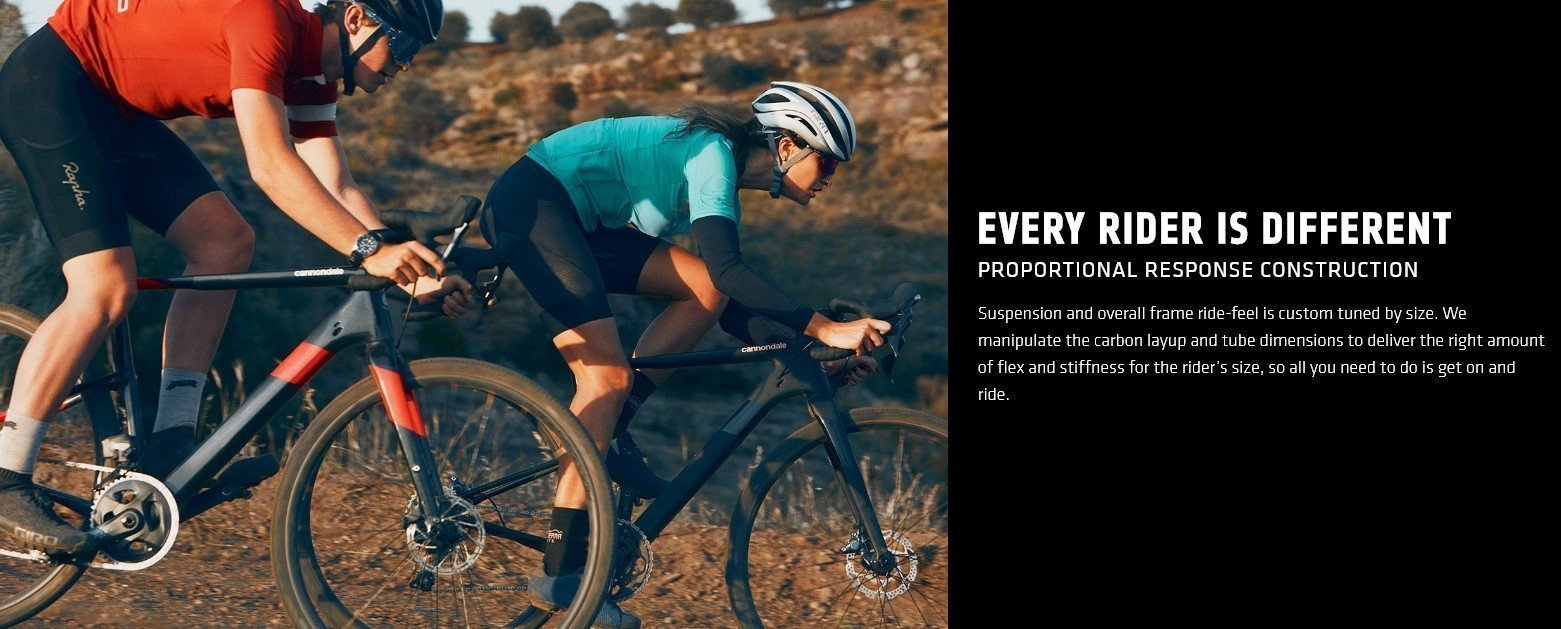 Rapha.
cannondale
cannondale
GIRO
EVERY RIDER IS DIFFERENT
PROPORTIONAL RESPONSE CONSTRUCTION
Suspension and overall frame ride-feel is custom tuned by size. We
manipulate the carbon layup and tube dimensions to deliver the right amount
of flex and stiffness for the rider's size, so all you need to do is get on and
ride.